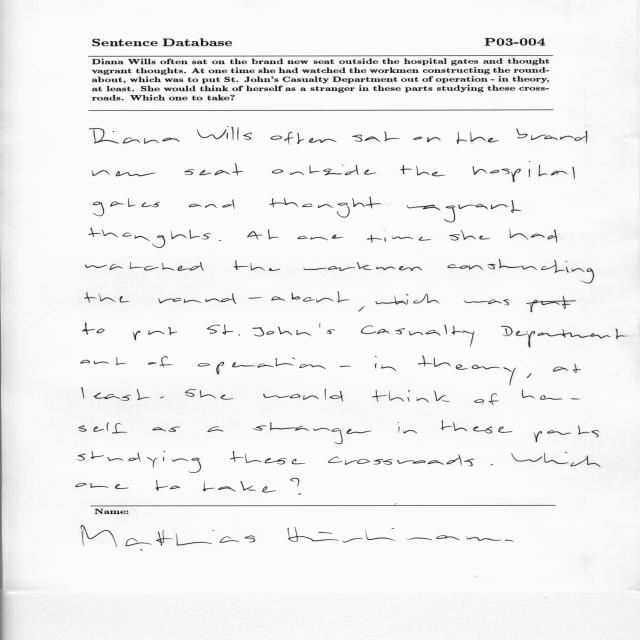 Sentence Database P03-004
Diana Wills often sat on the brand new seat outside the hospital gates and thought
vagrant thoughts. At one time she had watched the workmen constructing the round-
about, which was to put St. John's Casualty Department out of operation - in theory,
at least. She would think of herself as a stranger in these parts studying these cross-
roads. Which one to take?
Diana Wills often sat on the brand
new seat outside the hospital
gates and thought vagrant
thoughts. At one time she had
watched the workmen constructing
the round-about, which was put
to put St. John's Casualty Department
out of operation - in theory, at
least. She would think of her-
self as a stranger in these parts
studying these crossroads. Which
one to take?
Name:
Mathias